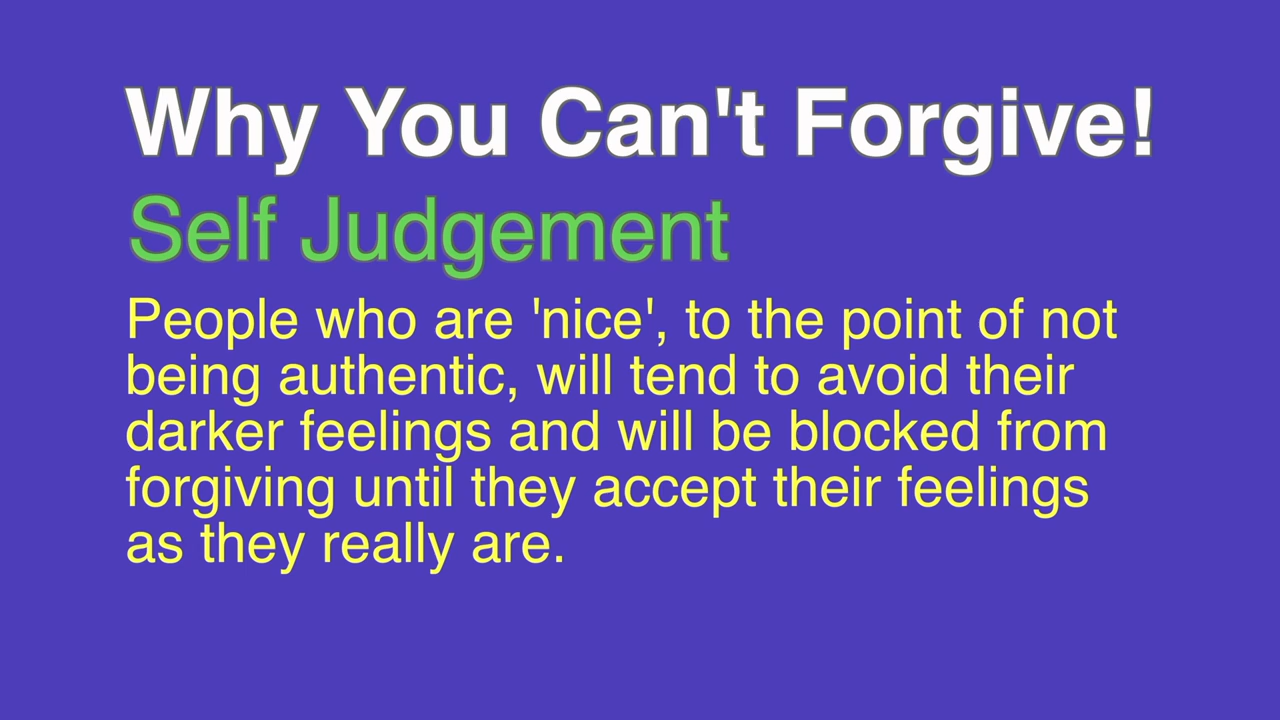 Why You Can't Forgive!
Self Judgement
People who are 'nice', to the point of not
being authentic, will tend to avoid their
darker feelings and will be blocked from
forgiving until they accept their feelings
as they really are.